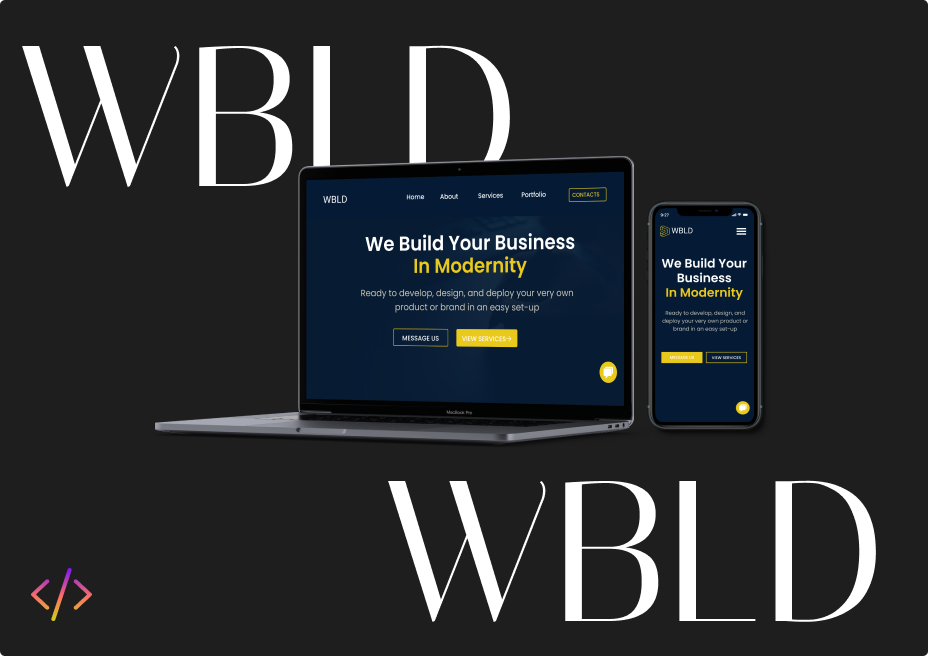 WBLD
WBLD
Home About Services Portfolio CONTACTS
We Build Your Business
In Modernity
Ready to develop, design, and deploy your very own
product or brand in an easy set-up
MESSAGE US VIEW SERVICES→
MacBook Pro
9:27
WBLD
We Build Your
Business
In Modernity
Ready to develop, design, and
deploy your very own product or
brand in an easy set-up
MESSAGE US VIEW SERVICES
WBLD